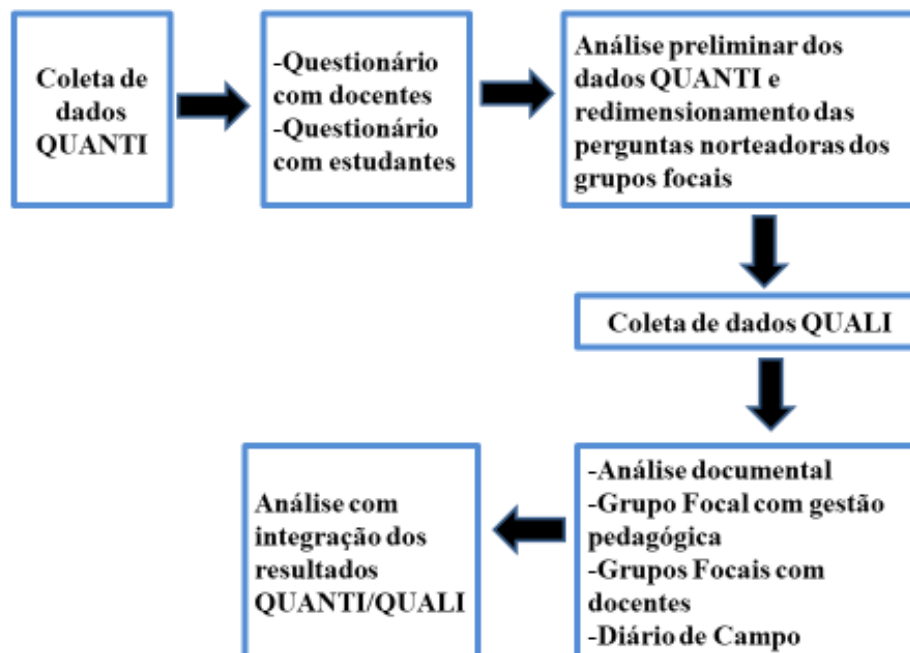 Coleta de
dados
QUANTI
-Questionário
com docentes
-Questionário
com estudantes
Análise preliminar dos
dados QUANTI e
redimensionamento das
perguntas norteadoras dos
grupos focais
Coleta de dados QUALI
-Análise documental
-Grupo Focal com gestão
pedagógica
-Grupos Focais com
docentes
-Diário de Campo
Análise com
integração dos
resultados
QUANTI/QUALI